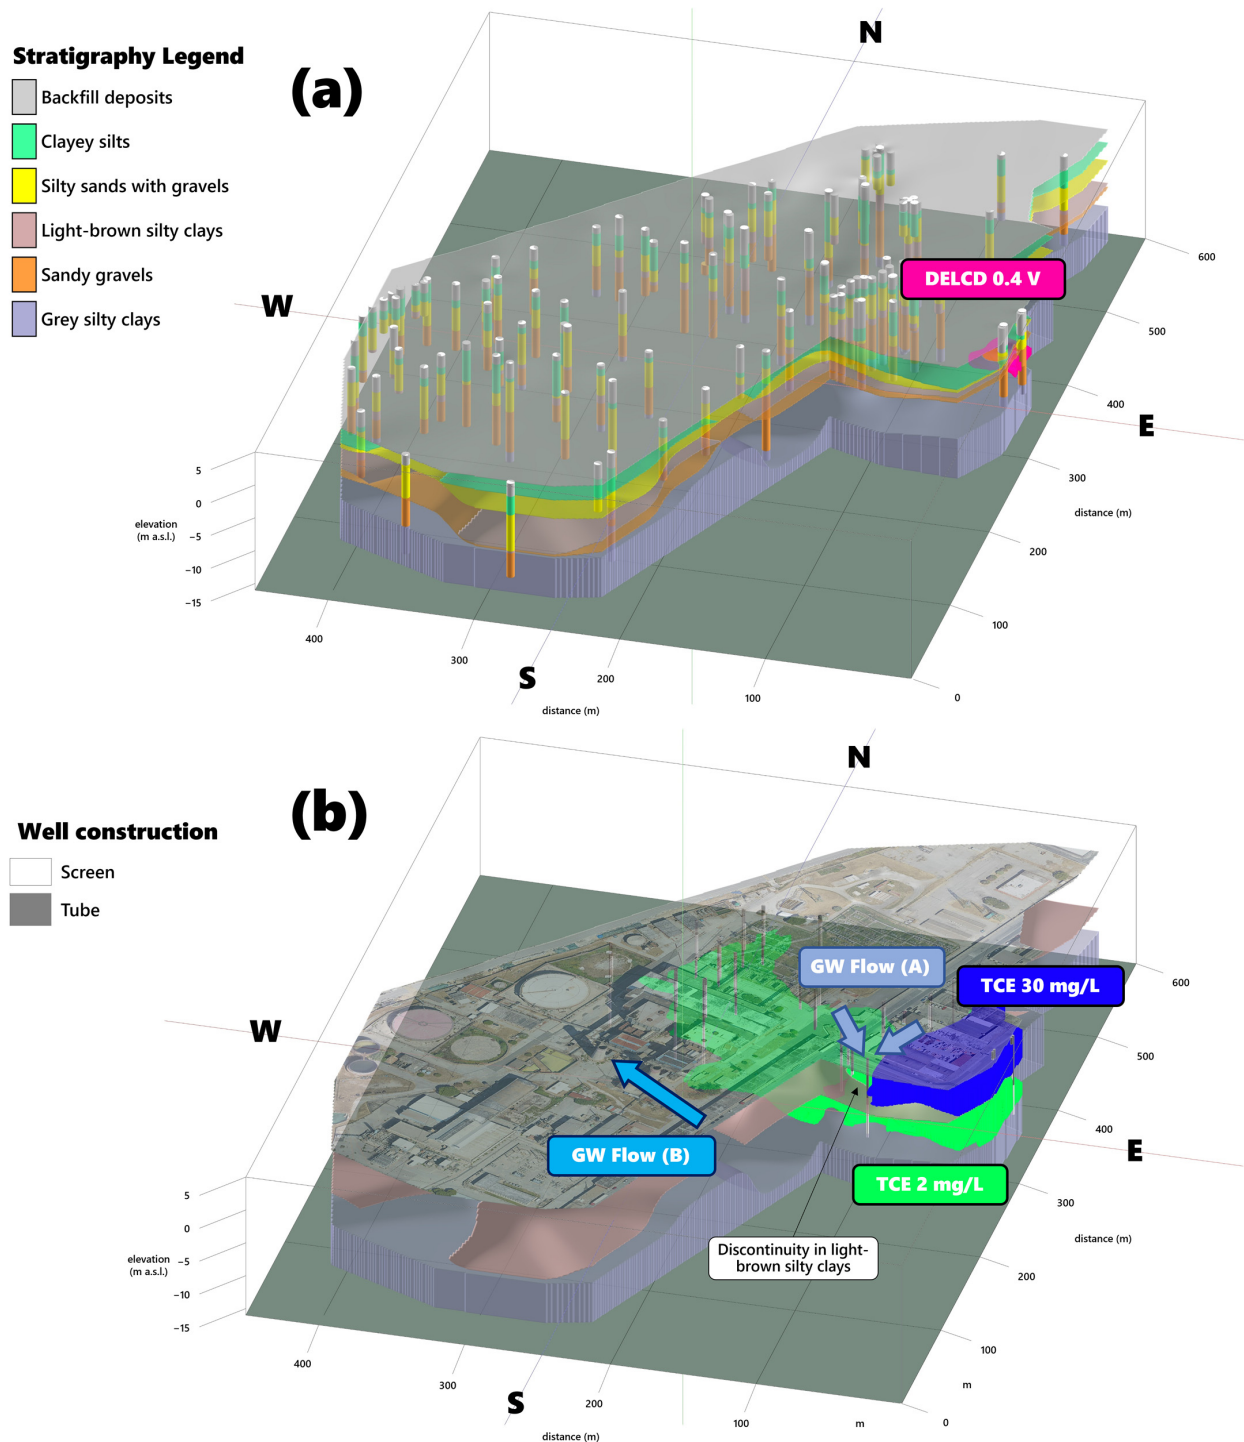 Stratigraphy Legend
Backfill deposits
Clayey silts
Silty sands with gravels
Light-brown silty clays
Sandy gravels
Grey silty clays
(a)
N
W
DELCD 0.4 V
E
S
600
500
400
300
distance (m)
200
100
0
5
0
elevation
(m a.s.l.)
−5
−10
−15
400
300
200
100
distance (m)
(b)
N
Well construction
Screen
Tube
GW Flow (A)
TCE 30 mg/L
W
GW Flow (B)
TCE 2 mg/L
E
Discontinuity in light-
brown silty clays
S
600
500
400
300
distance (m)
200
100
m
0
5
0
elevation
(m a.s.l.)
−5
−10
−15
400
300
200
100
m
distance (m)